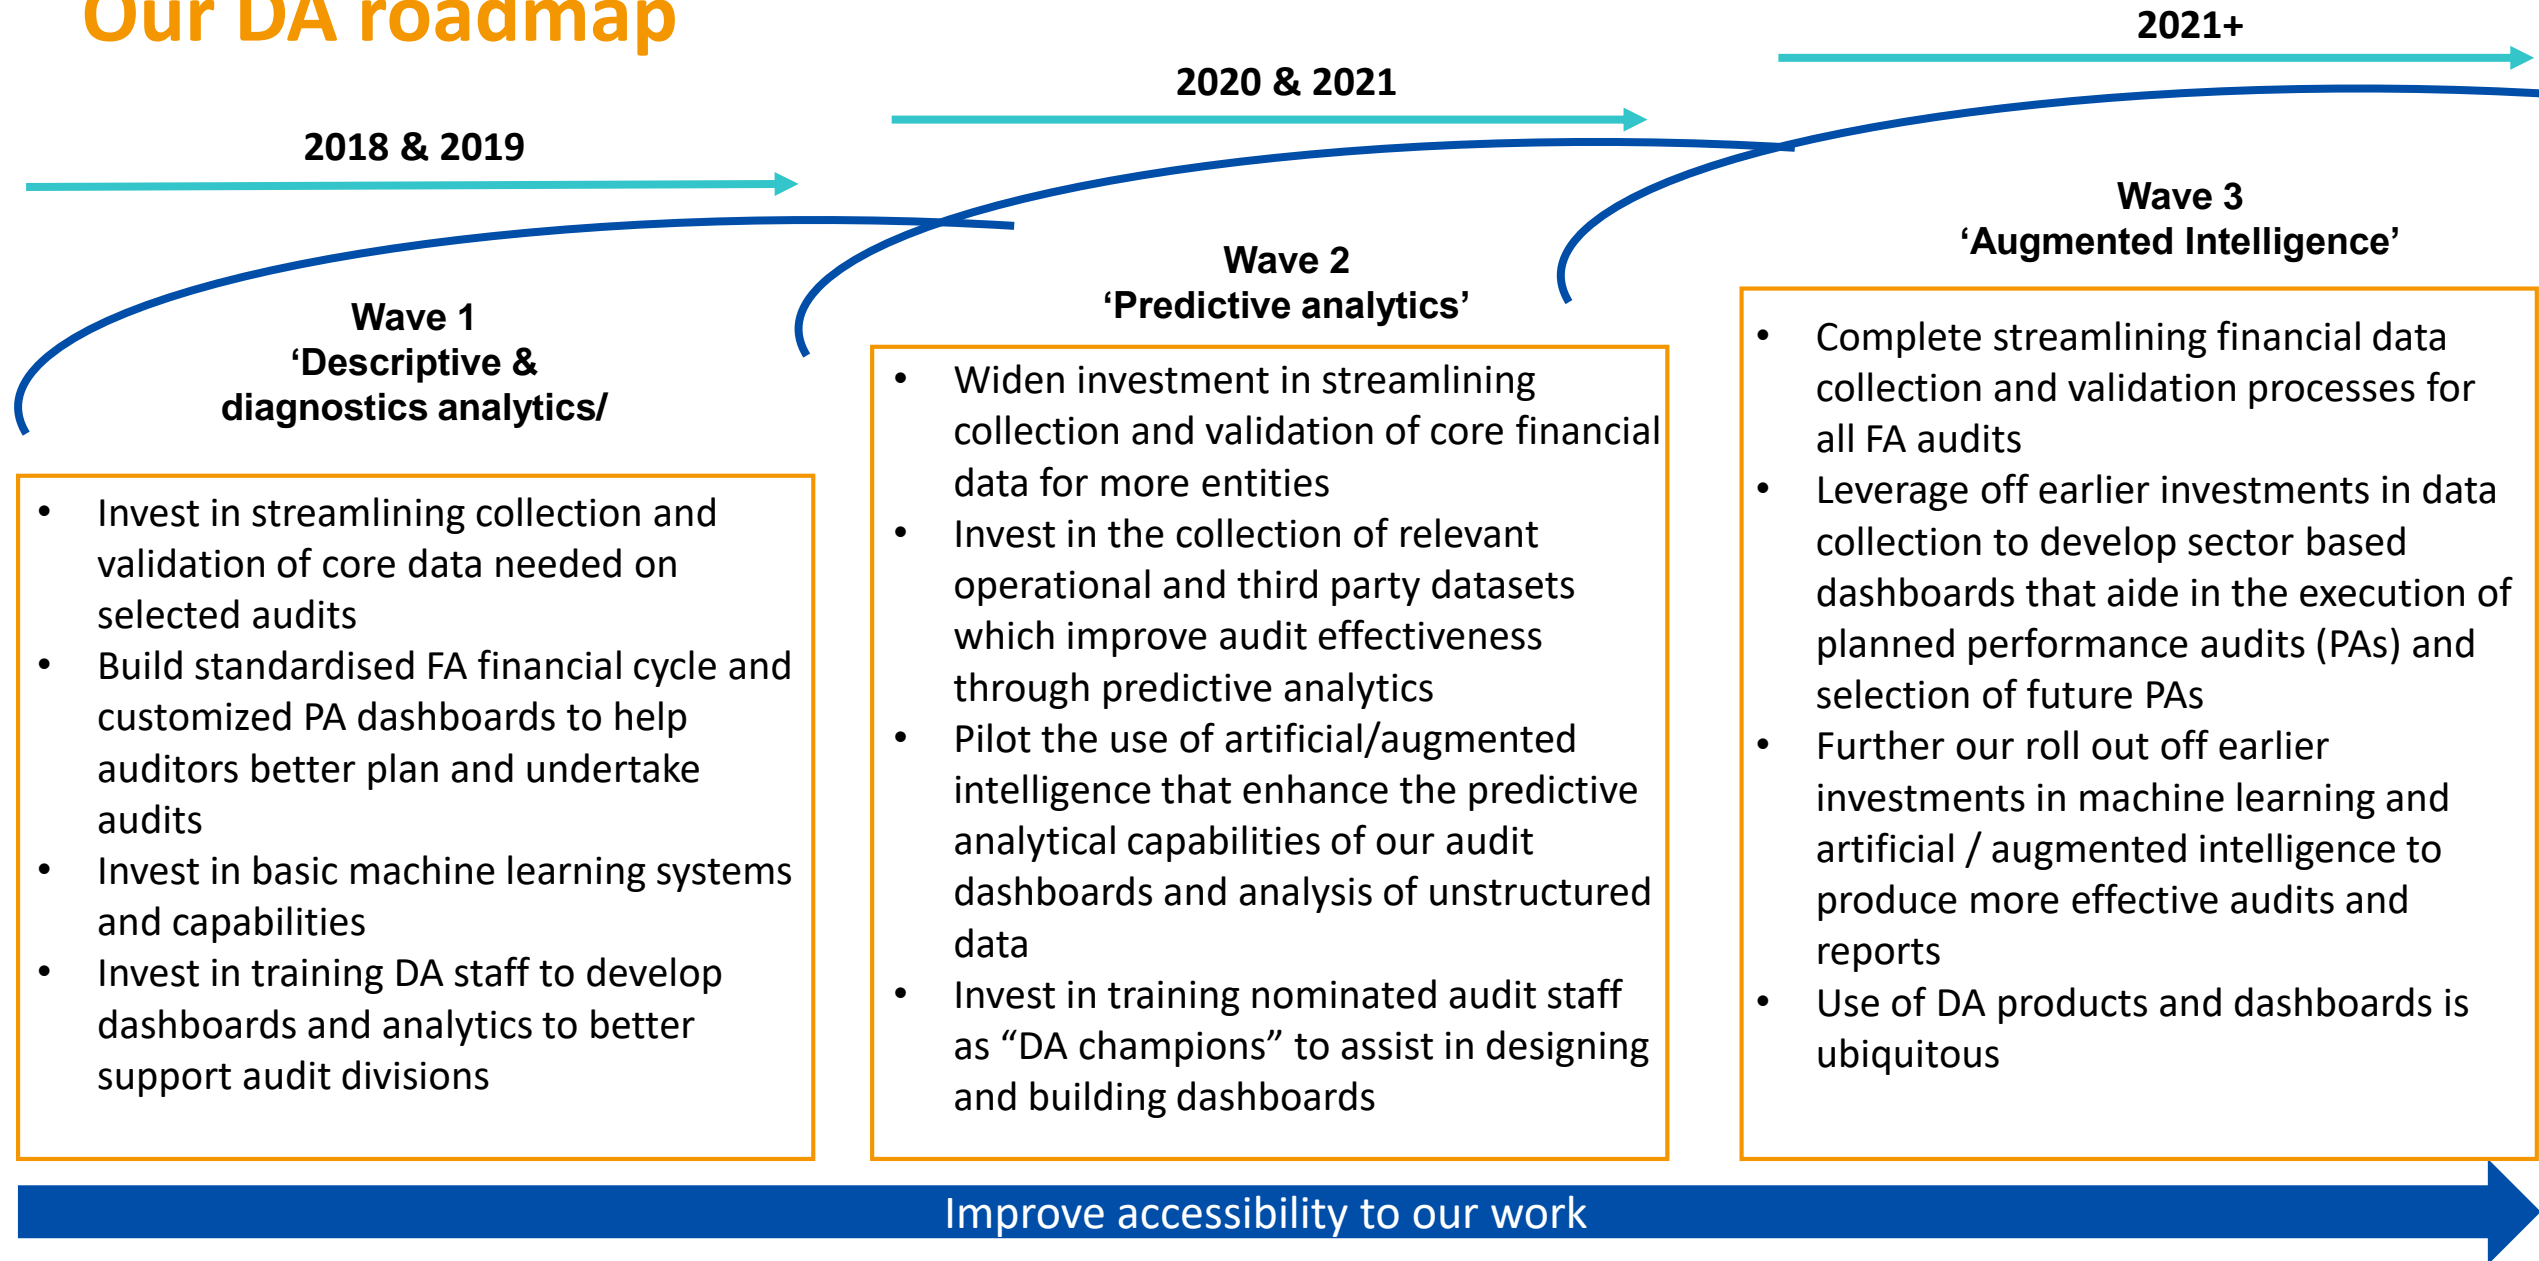 Our DA roadmap
2018 & 2019
Wave 1
‘Descriptive &
diagnostics analytics/
• Invest in streamlining collection and
validation of core data needed on
selected audits
• Build standardised FA financial cycle and
customized PA dashboards to help
auditors better plan and undertake
audits
• Invest in basic machine learning systems
and capabilities
• Invest in training DA staff to develop
dashboards and analytics to better
support audit divisions
2020 & 2021
Wave 2
‘Predictive analytics’
• Widen investment in streamlining
collection and validation of core financial
data for more entities
• Invest in the collection of relevant
operational and third party datasets
which improve audit effectiveness
through predictive analytics
• Pilot the use of artificial/augmented
intelligence that enhance the predictive
analytical capabilities of our audit
dashboards and analysis of unstructured
data
• Invest in training nominated audit staff
as “DA champions” to assist in designing
and building dashboards
2021+
Wave 3
‘Augmented Intelligence’
• Complete streamlining financial data
collection and validation processes for
all FA audits
• Leverage off earlier investments in data
collection to develop sector based
dashboards that aide in the execution of
planned performance audits (PAs) and
selection of future PAs
• Further our roll out off earlier
investments in machine learning and
artificial / augmented intelligence to
produce more effective audits and
reports
• Use of DA products and dashboards is
ubiquitous
Improve accessibility to our work